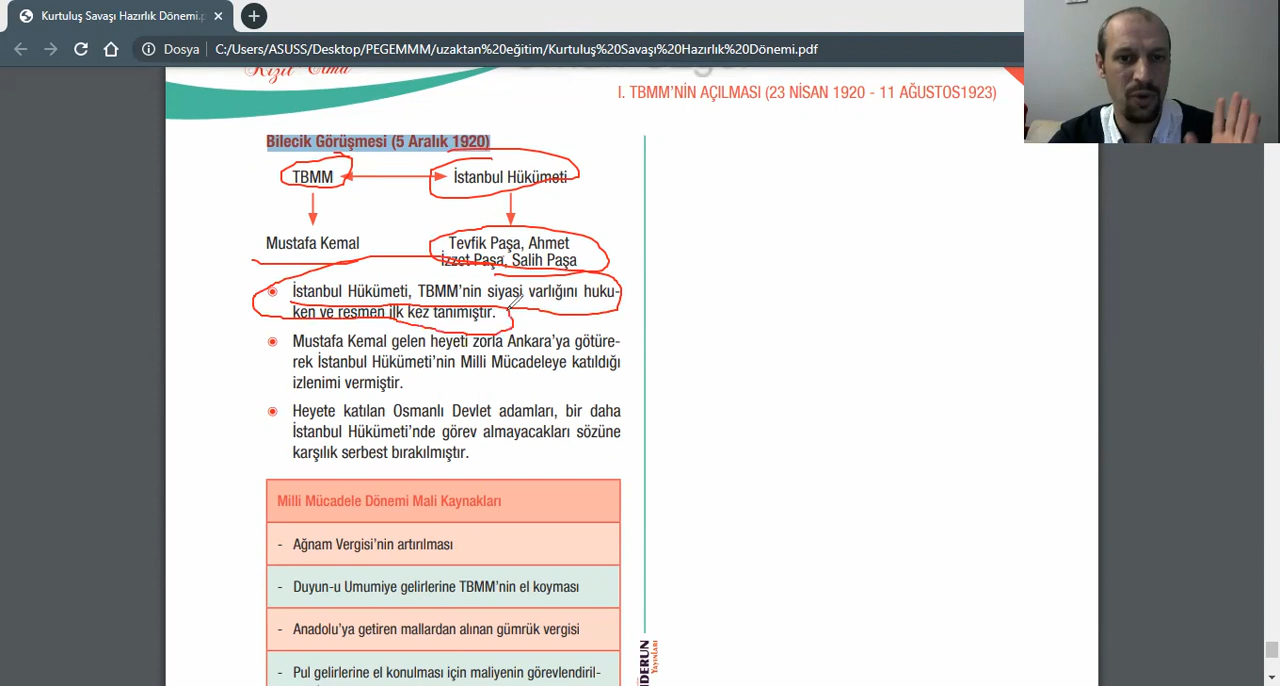 Kurtuluş Savaşı Hazırlık Dönemi.p
Dosya
C:/Users/ASUSS/Desktop/PEGEMMM/uzaktan%20eğitim/Kurtuluş%20Savaşı%20Hazırlık%20Dönemi.pdf
Kızıl Elma
I. TBMM'NİN AÇILMASI (23 NİSAN 1920 - 11 AĞUSTOS1923)
Bilecik Görüşmesi (5 Aralık 1920)
TBMM
İstanbul Hükümeti
Mustafa Kemal
Tevfik Paşa, Ahmet
İzzet Paşa, Salih Paşa
İstanbul Hükümeti, TBMM'nin siyasi varlığını huku-
ken ve resmen ilk kez tanımıştır.
Mustafa Kemal gelen heyeti zorla Ankara'ya götüre-
rek İstanbul Hükümeti'nin Milli Mücadeleye katıldığı
izlenimi vermiştir.
Heyete katılan Osmanlı Devlet adamları, bir daha
İstanbul Hükümeti'nde görev almayacakları sözüne
karşılık serbest bırakılmıştır.
Milli Mücadele Dönemi Mali Kaynakları
- Ağnam Vergisi'nin artırılması
- Duyun-u Umumiye gelirlerine TBMM'nin el koyması
- Anadolu'ya getiren mallardan alınan gümrük vergisi
- Pul gelirlerine el konulması için maliyenin görevlendiril-
DERUN
Yayınları